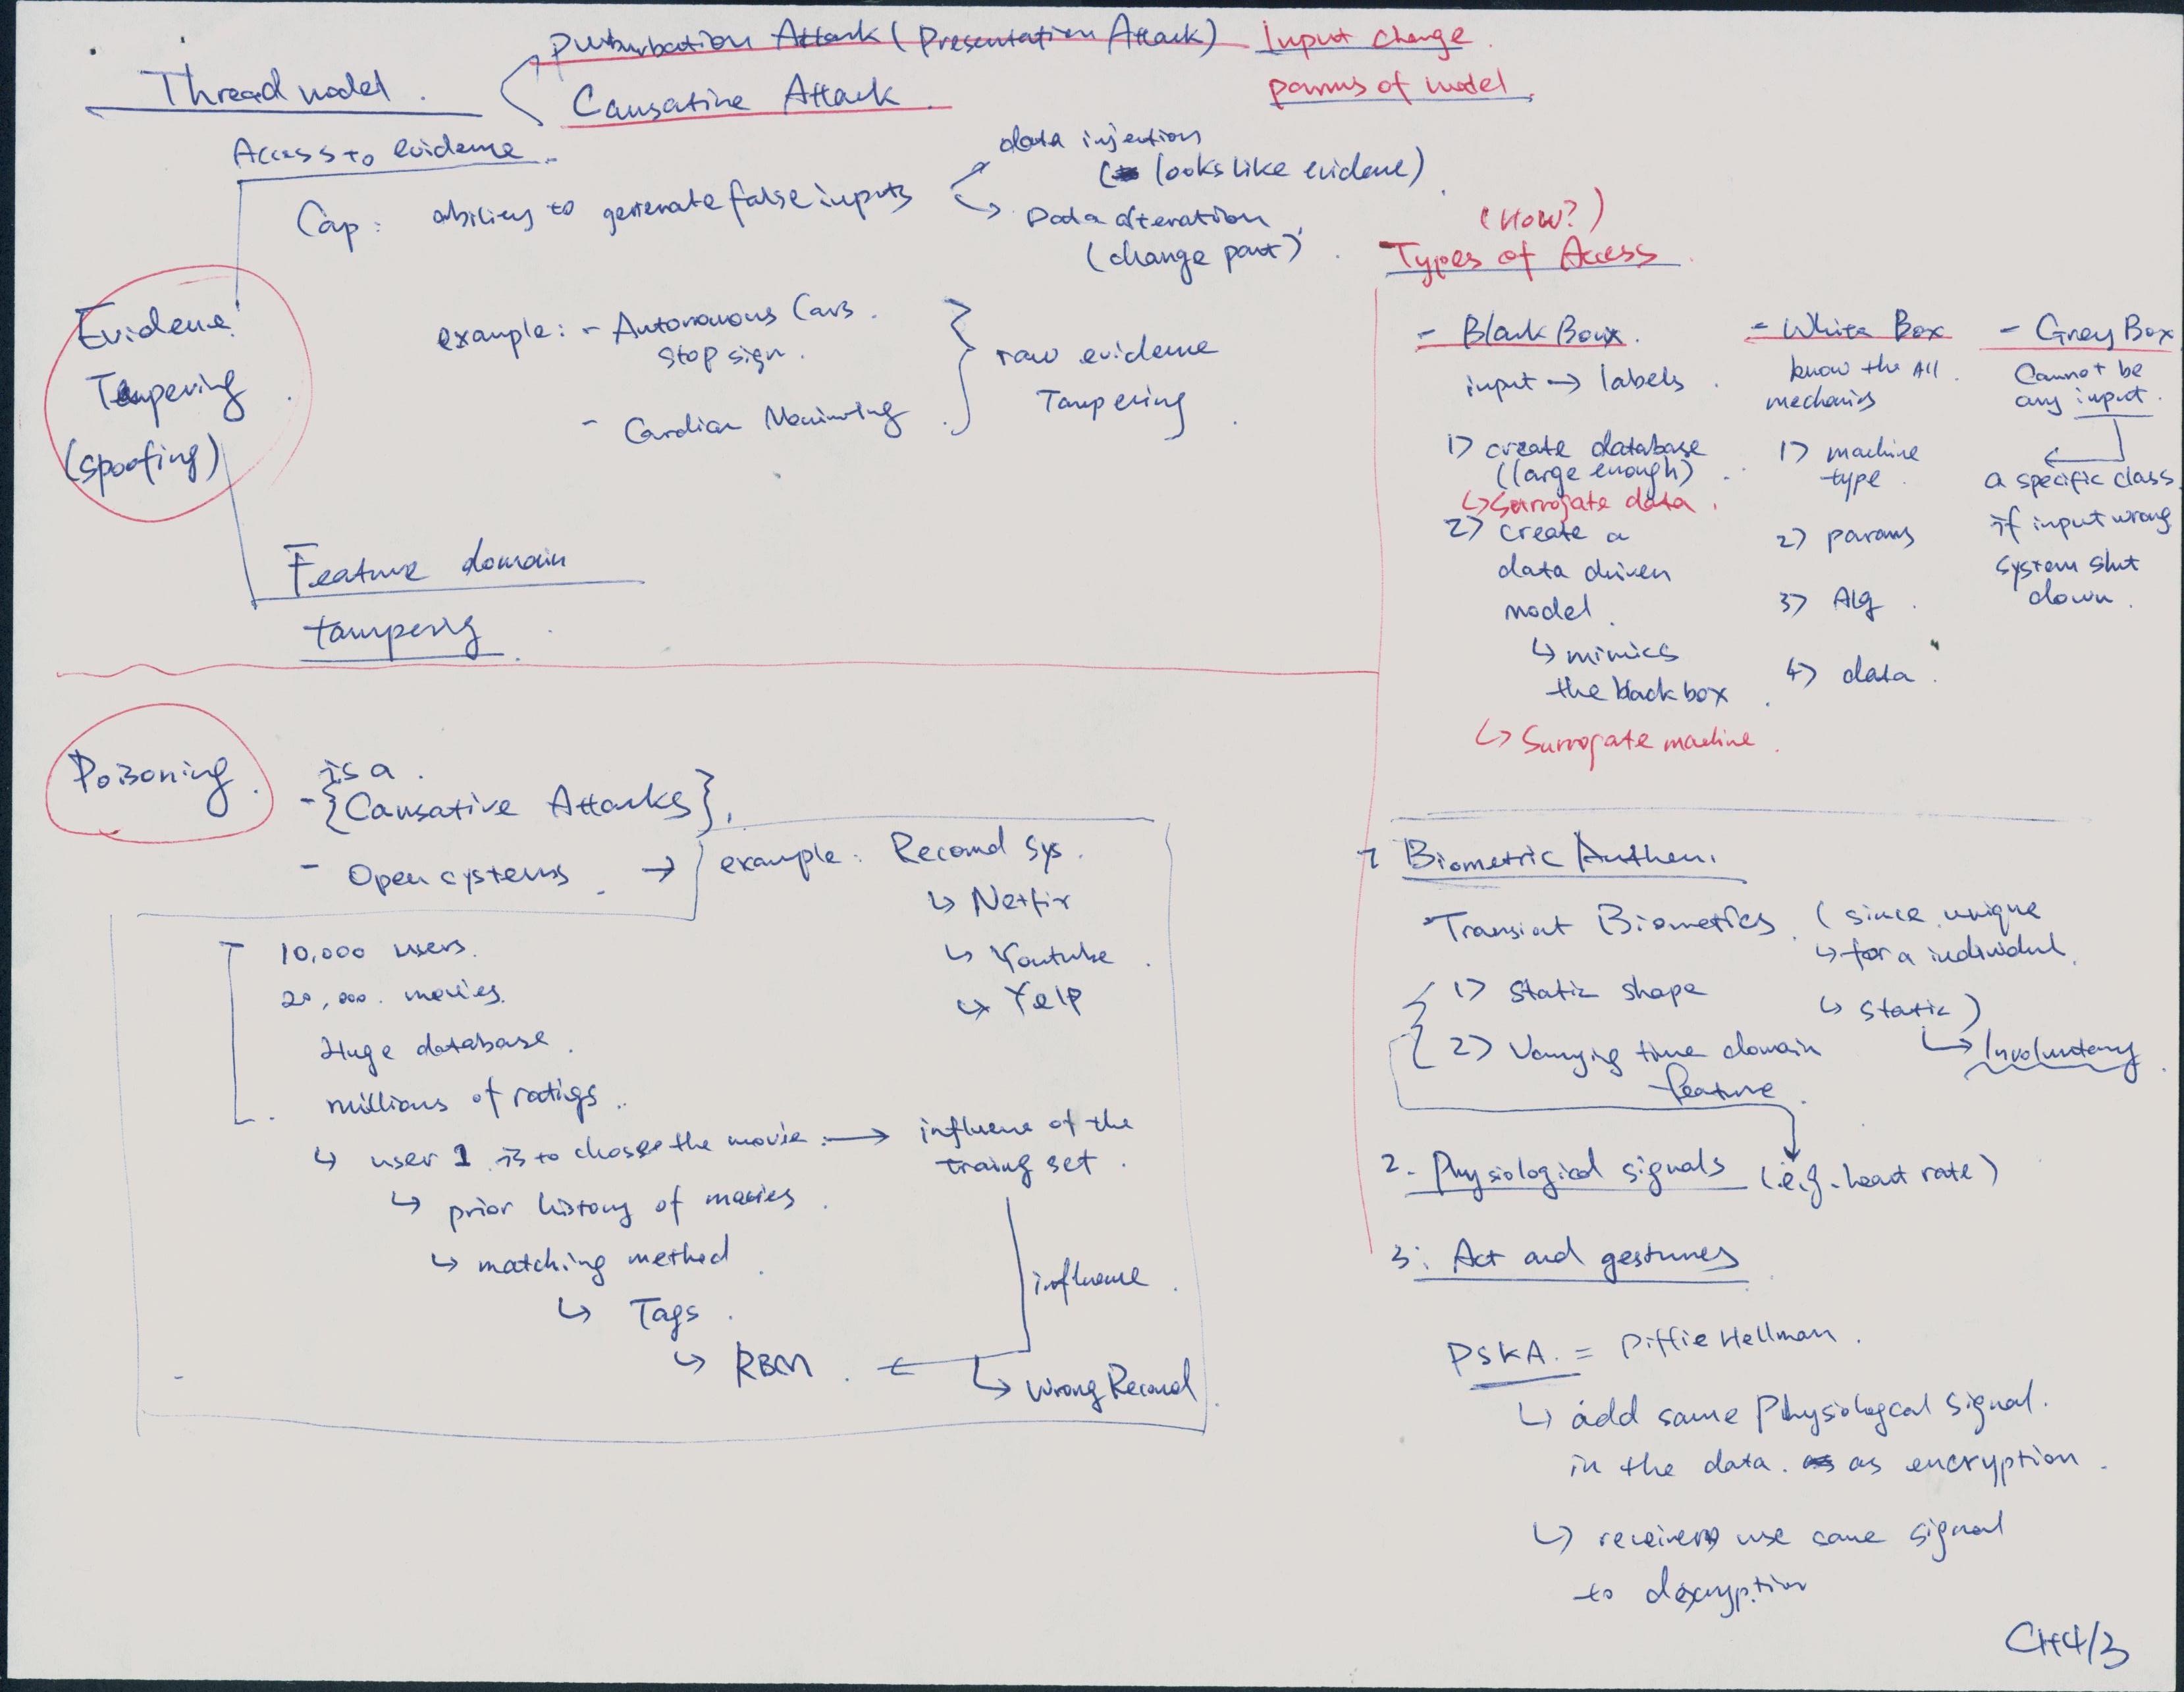 Thread model.
Purturbation Attack (Presentation Attack) Input change.
Causative Attack. params of model.
Access to evidence.
Cap: ability to generate false inputs
data injection
(looks like evidence)
Data alteration
(change part)
Evidence
Tampering
(spoofing)
example: - Autonomous Cars.
stop sign.
- Cardiac Monitoring
raw evidence
Tampering
Feature domain
tampering
(How?)
Types of Access
- Black Box.
input → labels
1) create database
(large enough)
↳ Surrogate data.
2) create a
data driven
model.
↳ mimics
the black box
↳ Surrogate machine.
- White Box
know the All
mechanics
1) machine
type
2) params
3) Alg.
4) data.
- Grey Box
Cannot be
any input.
a specific class
if input wrong
system shut
down.
Poisoning.
is a.
- {Causative Attacks},
- Open systems. →
example: Recomd sys.
↳ Netfix
↳ Youtube
↳ Yelp
10,000 users.
20,000. movies.
Huge database.
millions of ratigs.
↳ user 1 is to choose the movie. → influene of the
traing set.
↳ prior history of movies.
↳ matching method.
↳ Tags.
↳ RBM. ←
influene.
↳ wrong Recomd
1 Biometric Authen.
Transient Biometrics. (since unique
↳ for a individul.
↳ static)
↳ Involuntary.
1) static shape
2) Varying time domain
feature.
2. Physiological signals (i.e.g. heart rate)
3. Act and gestures
PSKA. = Diffie Hellman.
↳ add same Physiologcal signal.
in the data. as encryption.
↳ receivers use same signal
to decryption
CH4/3